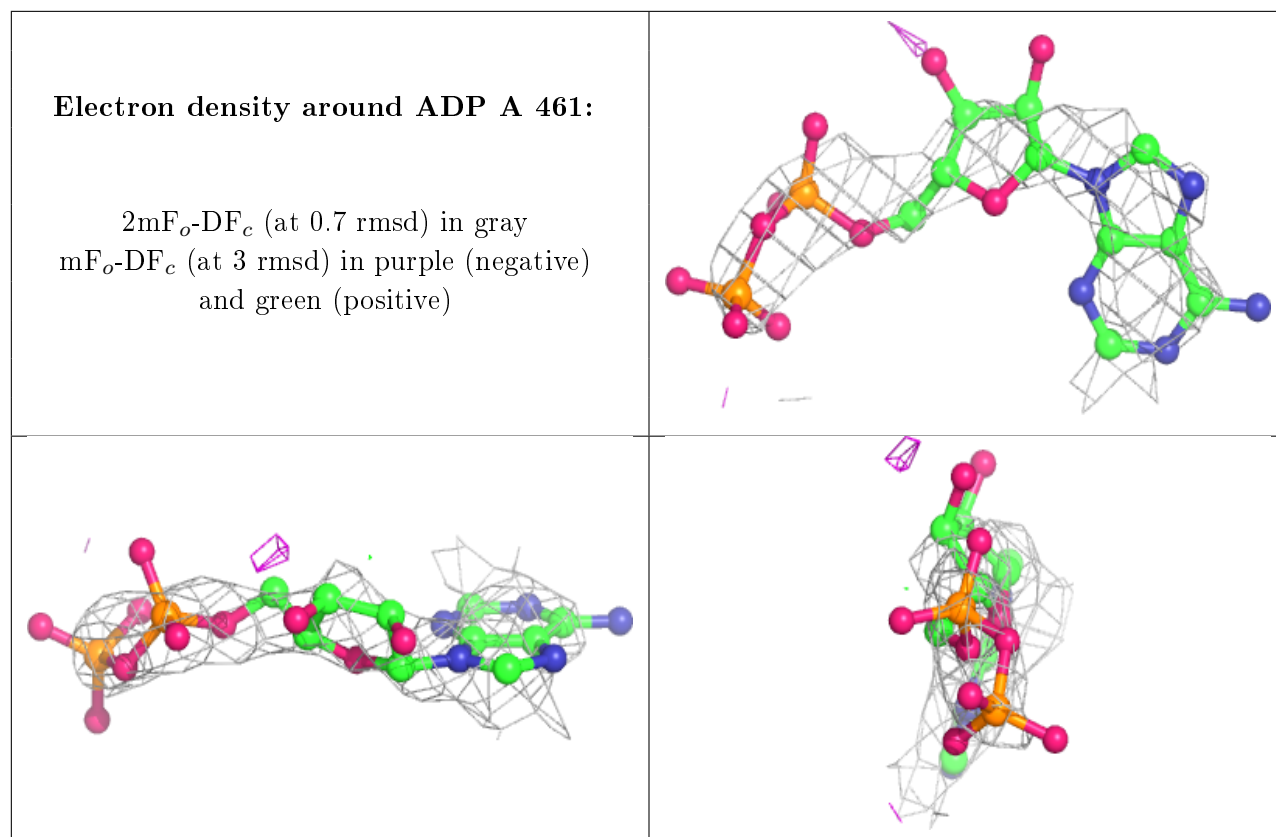 Electron density around ADP A 461:
2mFo-DFc (at 0.7 rmsd) in gray
mFo-DFc (at 3 rmsd) in purple (negative)
and green (positive)